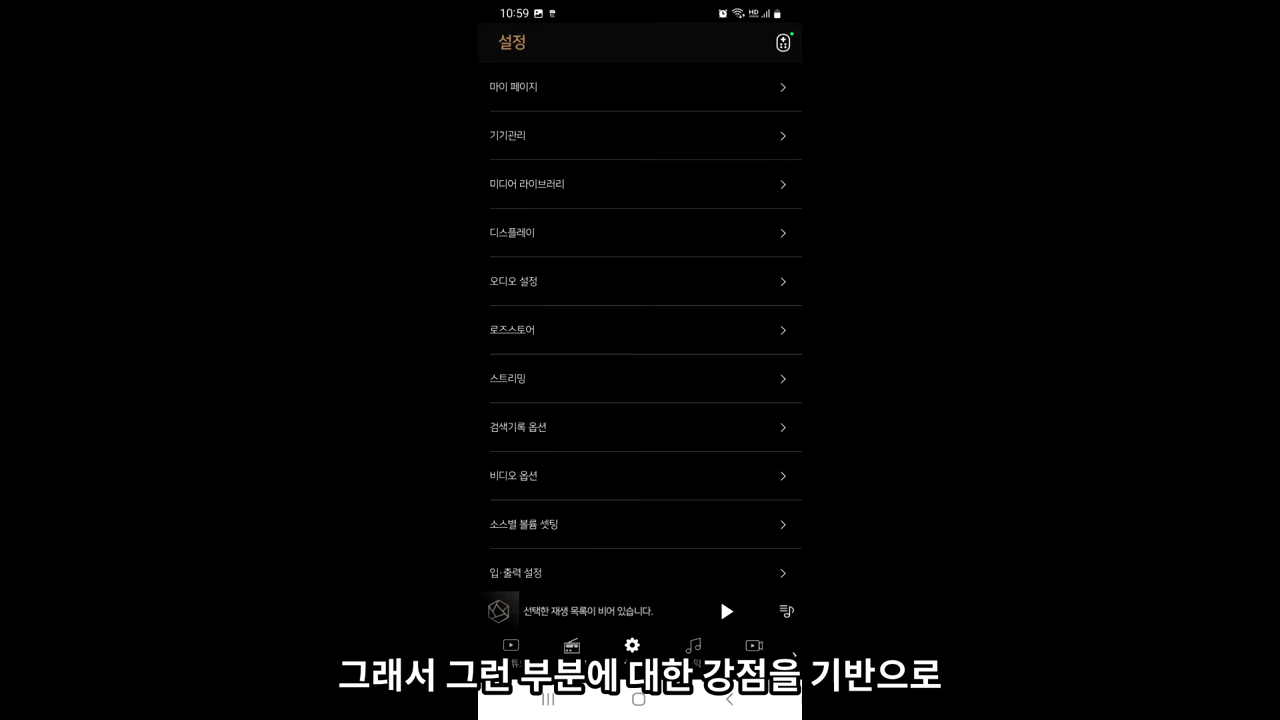 10:59
설정
마이 페이지
기기관리
미디어 라이브러리
디스플레이
오디오 설정
로즈스토어
스트리밍
검색기록 옵션
비디오 옵션
소스별 볼륨 셋팅
입·출력 설정
선택한 재생 목록이 비어 있습니다.
그래서 그런 부분에 대한 강점을 기반으로